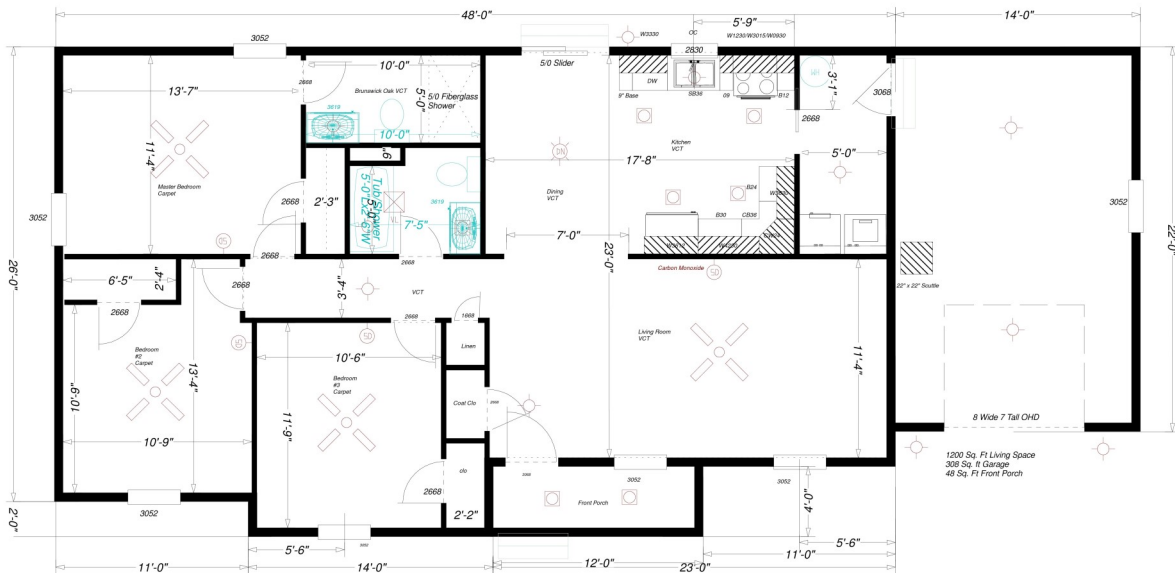 48'-0"
14'-0"
5'-9"
3052
W3330
OC
W1230/W3015/W0930
2830
5/0 Slider
10'-0"
2668
Brunswick Oak VCT
5'-0"
5/0 Fiberglass
Shower
13'-7"
3619
10'-0"
DW
9" Base
SB36
09
B12
3'-1"
3068
2668
Kitchen
VCT
17'-8"
5'-0"
11'-4"
Master Bedroom
Carpet
2668
2'-3"
Tub/Shower
5'-0"
7'-5"
3619
Dining
VCT
B24
B30
CB36
3052
3052
26'-0"
22'-0"
7'-0"
23'-0"
2668
2668
22" x 22" Scuttle
Carbon Monoxide
SD
6'-5"
2'-4"
2668
3'-4"
VCT
2668
2668
1668
Linen
Living Room
VCT
11'-4"
Bedroom
#2
Carpet
13'-4"
10'-9"
10'-9"
10'-6"
SD
Bedroom
#3
Carpet
11'-9"
Coat Clo
clo
2668
2'-2"
8 Wide 7 Tall OHD
1200 Sq. Ft Living Space
308 Sq. ft Garage
48 Sq. Ft Front Porch
3052
3052
3052
Front Porch
4'-0"
2'-0"
3052
5'-6"
5'-6"
11'-0"
14'-0"
12'-0"
11'-0"
23'-0"